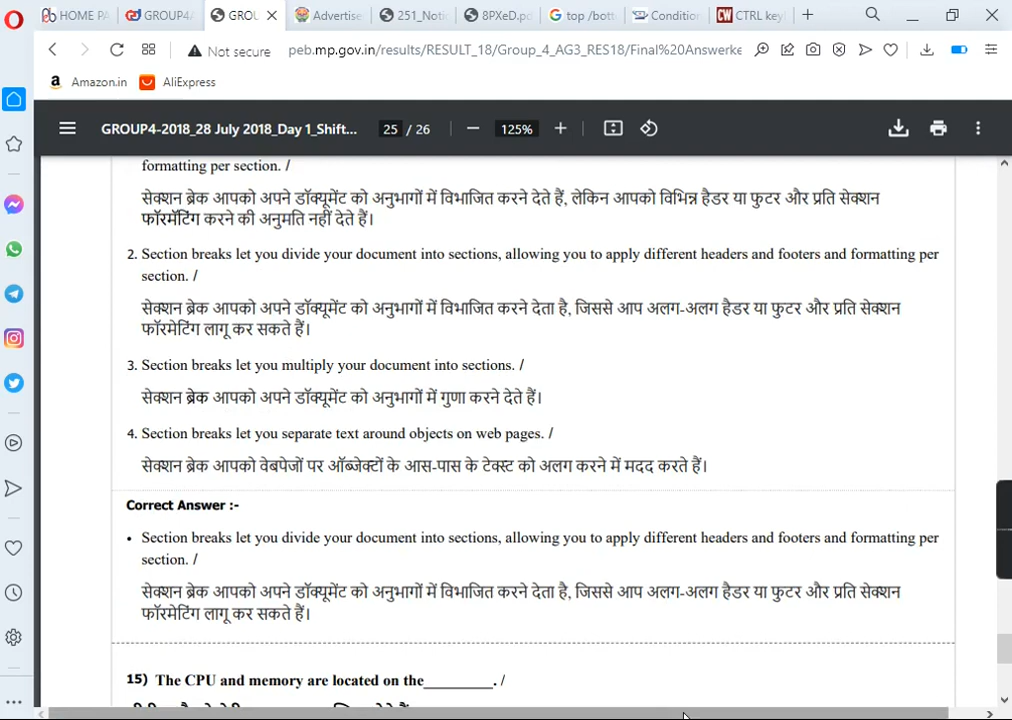 HOME PA
GROUP4
GROU
Advertise
251_Noti
8PXeD.pd
top /bott
Condition
CTRL key
Not secure
peb.mp.gov.in/results/RESULT_18/Group_4_AG3_RES18/Final%20Answerke
Amazon.in
AliExpress
GROUP4-2018_28 July 2018_Day 1_Shift...
25 / 26
125%
formatting per section. /
सेक्शन ब्रेक आपको अपने डॉक्यूमेंट को अनुभागों में विभाजित करने देते हैं, लेकिन आपको विभिन्न हैडर या फुटर और प्रति सेक्शन
फॉरमॅटिंग करने की अनुमति नहीं देते हैं।
2. Section breaks let you divide your document into sections, allowing you to apply different headers and footers and formatting per
section. /
सेक्शन ब्रेक आपको अपने डॉक्यूमेंट को अनुभागों में विभाजित करने देता है, जिससे आप अलग-अलग हैडर या फुटर और प्रति सेक्शन
फॉरमेटिंग लागू कर सकते हैं।
3. Section breaks let you multiply your document into sections. /
सेक्शन ब्रेक आपको अपने डॉक्यूमेंट को अनुभागों में गुणा करने देते हैं।
4. Section breaks let you separate text around objects on web pages. /
सेक्शन ब्रेक आपको वेबपेजों पर ऑब्जेक्टों के आस-पास के टेक्स्ट को अलग करने में मदद करते हैं।
Correct Answer :-
• Section breaks let you divide your document into sections, allowing you to apply different headers and footers and formatting per
section. /
सेक्शन ब्रेक आपको अपने डॉक्यूमेंट को अनुभागों में विभाजित करने देता है, जिससे आप अलग-अलग हैडर या फुटर और प्रति सेक्शन
फॉरमेटिंग लागू कर सकते हैं।
15) The CPU and memory are located on the_________. /